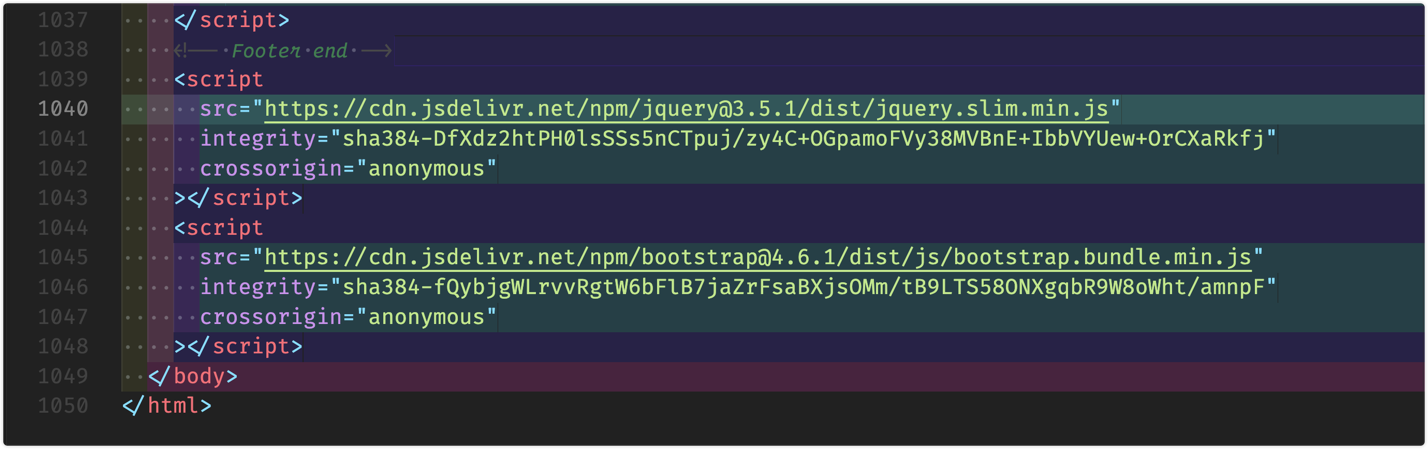 1037 </script>
1038 <!-- Footer end -->
1039 <script
1040 src="https://cdn.jsdelivr.net/npm/jquery@3.5.1/dist/jquery.slim.min.js"
1041 integrity="sha384-DfXdz2htPH0lsSSs5nCTpuj/zy4C+OGpamoFVy38MVBnE+IbbVYUew+OrCXaRkfj"
1042 crossorigin="anonymous"
1043 ></script>
1044 <script
1045 src="https://cdn.jsdelivr.net/npm/bootstrap@4.6.1/dist/js/bootstrap.bundle.min.js"
1046 integrity="sha384-fQybjgWLrvvRgtW6bFlB7jaZrFsaBXjsOMm/tB9LTS58ONXgqbR9W8oWht/amnpF"
1047 crossorigin="anonymous"
1048 ></script>
1049 </body>
1050 </html>